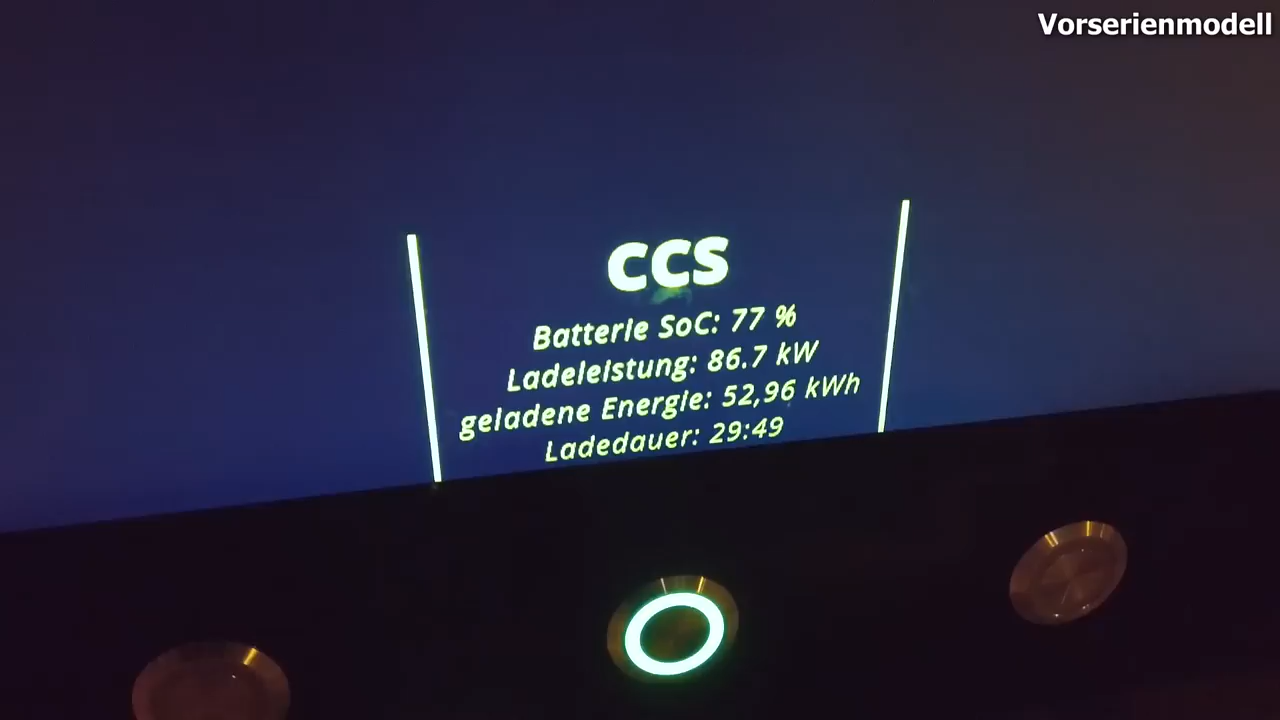 Vorserienmodell
CCS
Batterie SoC: 77 %
Ladeleistung: 86.7 kW
geladene Energie: 52,96 kWh
Ladedauer: 29:49